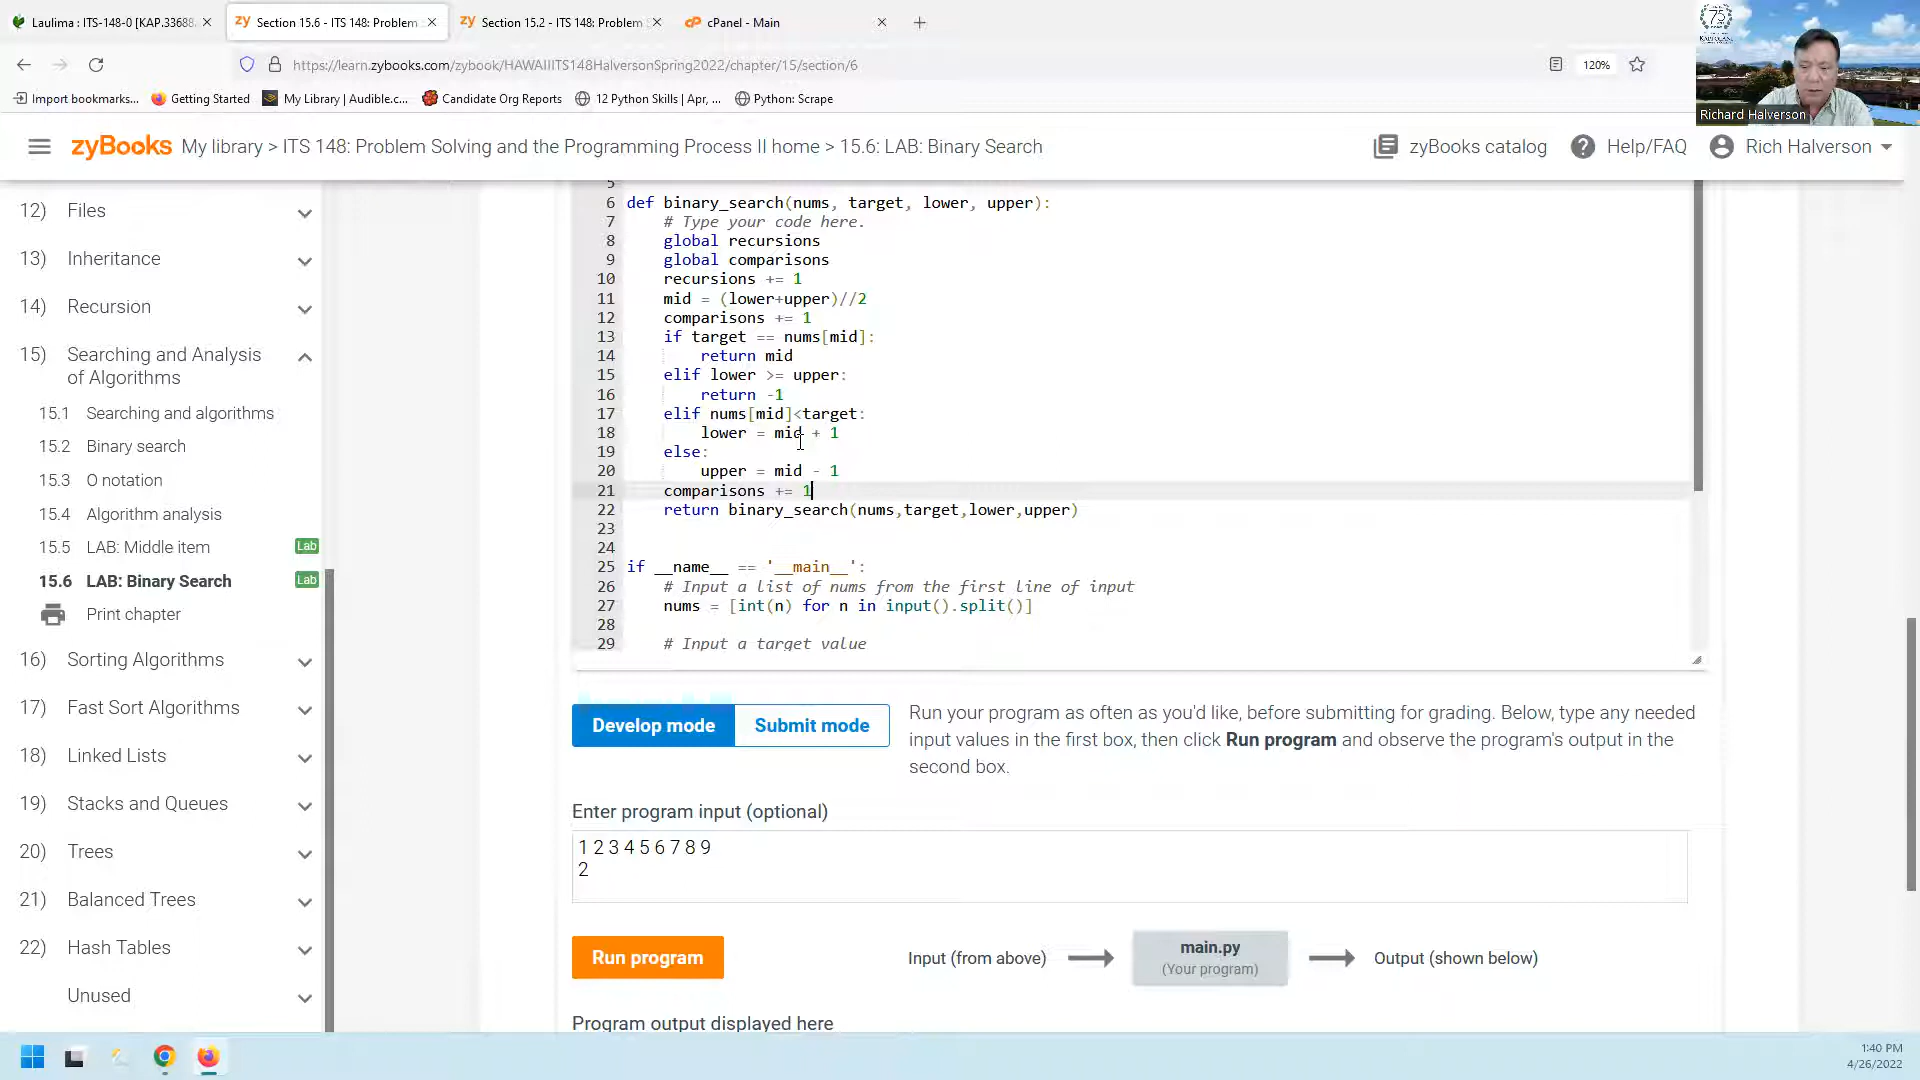 Laulima : ITS-148-0 [KAP.33688
Section 15.6 - ITS 148: Problem
Section 15.2 - ITS 148: Problem
cPanel - Main
https://learn.zybooks.com/zybook/HAWAIIITS148HalversonSpring2022/chapter/15/section/6
120%
Import bookmarks...
Getting Started
My Library | Audible.c...
Candidate Org Reports
12 Python Skills | Apr, ...
Python: Scrape
75
Richard Halverson
zyBooks
My library > ITS 148: Problem Solving and the Programming Process II home > 15.6: LAB: Binary Search
zyBooks catalog
Help/FAQ
Rich Halverson
12) Files
13) Inheritance
14) Recursion
15) Searching and Analysis
of Algorithms
15.1 Searching and algorithms
15.2 Binary search
15.3 O notation
15.4 Algorithm analysis
15.5 LAB: Middle item Lab
15.6 LAB: Binary Search Lab
Print chapter
16) Sorting Algorithms
17) Fast Sort Algorithms
18) Linked Lists
19) Stacks and Queues
20) Trees
21) Balanced Trees
22) Hash Tables
Unused
5
6 def binary_search(nums, target, lower, upper):
7 # Type your code here.
8 global recursions
9 global comparisons
10 recursions += 1
11 mid = (lower+upper)//2
12 comparisons += 1
13 if target == nums[mid]:
14 return mid
15 elif lower >= upper:
16 return -1
17 elif nums[mid]<target:
18 lower = mid + 1
19 else:
20 upper = mid - 1
21 comparisons += 1
22 return binary_search(nums,target,lower,upper)
23
24
25 if __name__ == '__main__':
26 # Input a list of nums from the first line of input
27 nums = [int(n) for n in input().split()]
28
29 # Input a target value
Develop mode
Submit mode
Run your program as often as you'd like, before submitting for grading. Below, type any needed
input values in the first box, then click Run program and observe the program's output in the
second box.
Enter program input (optional)
1 2 3 4 5 6 7 8 9
2
Run program
Input (from above)
main.py
(Your program)
Output (shown below)
Program output displayed here
1:40 PM
4/26/2022